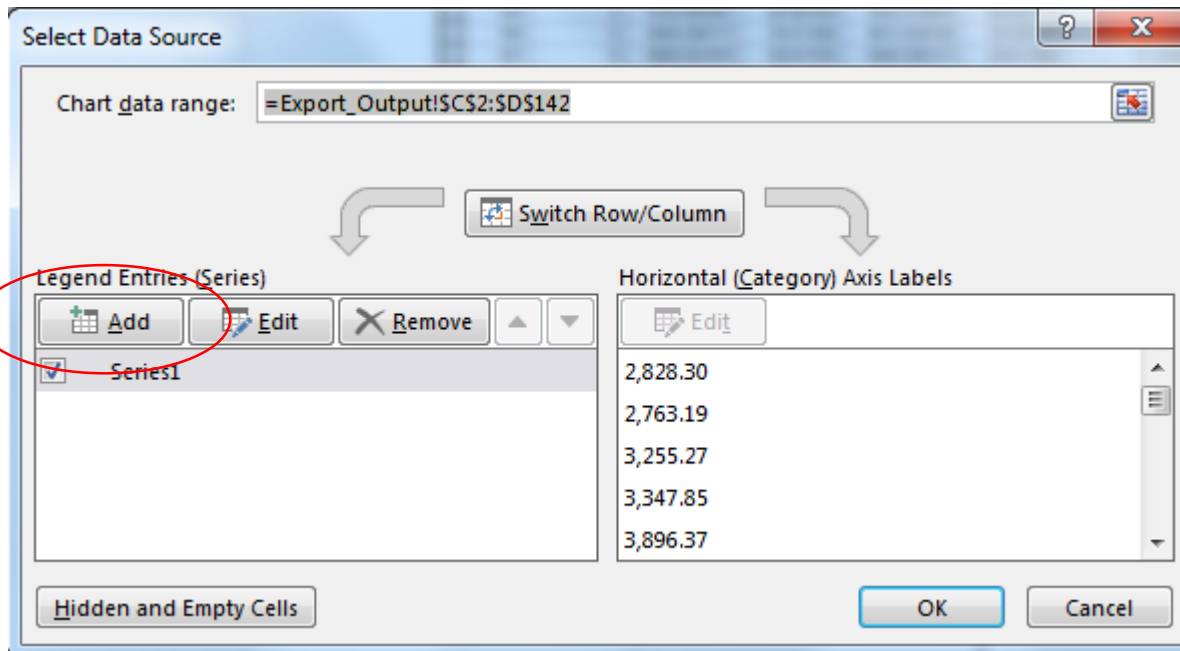 Select Data Source
Chart data range: =Export_Output!$C$2:$D$142
Switch Row/Column
Legend Entries (Series)
Add Edit Remove
Series1
Horizontal (Category) Axis Labels
Edit
2,828.30
2,763.19
3,255.27
3,347.85
3,896.37
Hidden and Empty Cells
OK Cancel